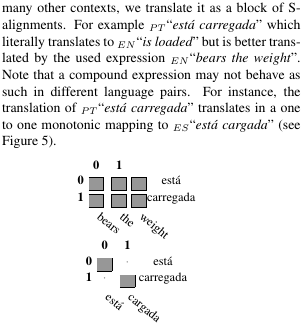 many other contexts, we translate it as a block of S-
alignments. For example PT“está carregada” which
literally translates to EN“is loaded” but is better trans-
lated by the used expression EN“bears the weight”.
Note that a compound expression may not behave as
such in different language pairs. For instance, the
translation of PT“está carregada” translates in a one
to one monotonic mapping to ES“está cargada” (see
Figure 5).
0 1
0 está
1 carregada
bears the weight
0 1
0 está
1 carregada
está cargada